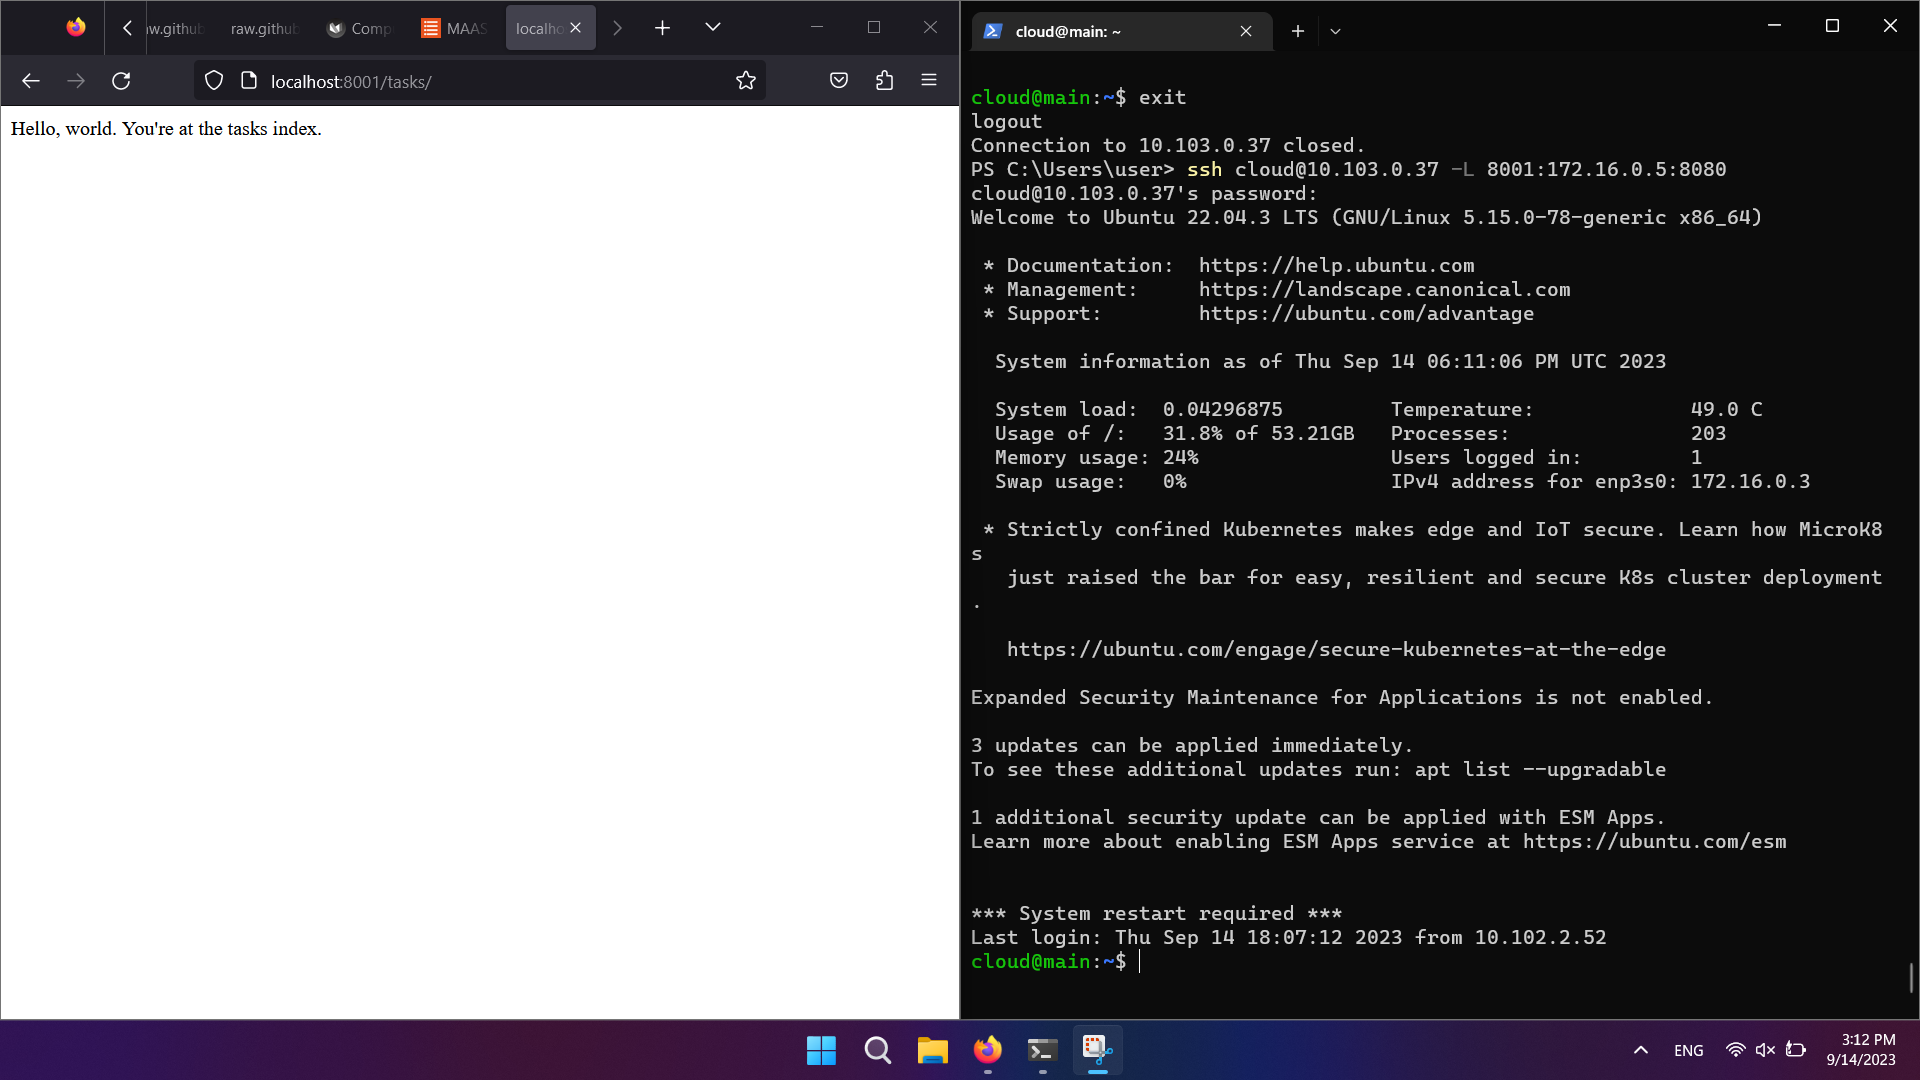 aw.github
raw.github
Comp
MAAS
localho
localhost:8001/tasks/
Hello, world. You're at the tasks index.
cloud@main: ~
cloud@main:~$ exit
logout
Connection to 10.103.0.37 closed.
PS C:\Users\user> ssh cloud@10.103.0.37 -L 8001:172.16.0.5:8080
cloud@10.103.0.37's password:
Welcome to Ubuntu 22.04.3 LTS (GNU/Linux 5.15.0-78-generic x86_64)
* Documentation: https://help.ubuntu.com
* Management: https://landscape.canonical.com
* Support: https://ubuntu.com/advantage
System information as of Thu Sep 14 06:11:06 PM UTC 2023
System load: 0.04296875 Temperature: 49.0 C
Usage of /: 31.8% of 53.21GB Processes: 203
Memory usage: 24% Users logged in: 1
Swap usage: 0% IPv4 address for enp3s0: 172.16.0.3
* Strictly confined Kubernetes makes edge and IoT secure. Learn how MicroK8
s
just raised the bar for easy, resilient and secure K8s cluster deployment
.
https://ubuntu.com/engage/secure-kubernetes-at-the-edge
Expanded Security Maintenance for Applications is not enabled.
3 updates can be applied immediately.
To see these additional updates run: apt list --upgradable
1 additional security update can be applied with ESM Apps.
Learn more about enabling ESM Apps service at https://ubuntu.com/esm
*** System restart required ***
Last login: Thu Sep 14 18:07:12 2023 from 10.102.2.52
cloud@main:~$
ENG
3:12 PM
9/14/2023